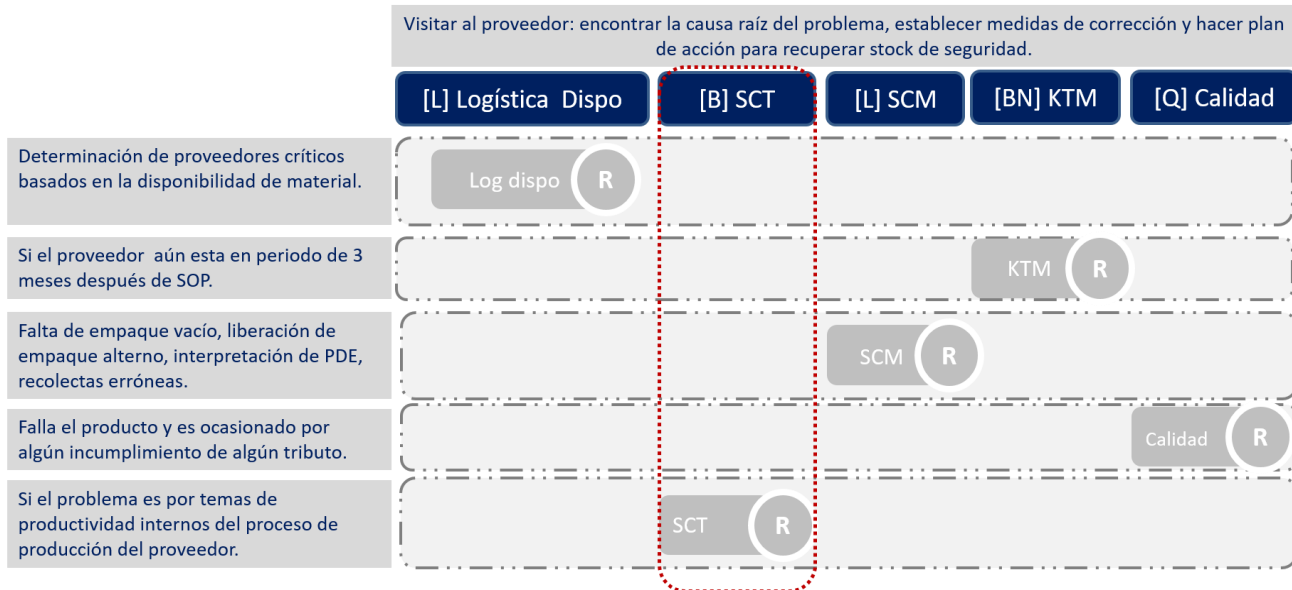 Visitar al proveedor: encontrar la causa raíz del problema, establecer medidas de corrección y hacer plan
de acción para recuperar stock de seguridad.
[L] Logística Dispo
[B] SCT
[L] SCM
[BN] KTM
[Q] Calidad
Determinación de proveedores críticos
basados en la disponibilidad de material.
Log dispo
R
Si el proveedor aún esta en periodo de 3
meses después de SOP.
KTM
R
Falta de empaque vacío, liberación de
empaque alterno, interpretación de PDE,
recolectas erróneas.
SCM
R
Falla el producto y es ocasionado por
algún incumplimiento de algún tributo.
Calidad
R
Si el problema es por temas de
productividad internos del proceso de
producción del proveedor.
SCT
R